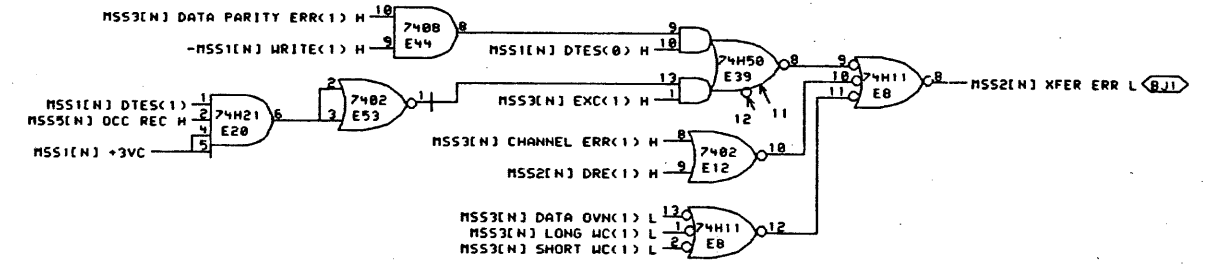 MSS3[N] DATA PARITY ERR(1) H 10
-MSS1[N] WRITE(1) H 9
7408
E44
8
MSS1[N] DTES(0) H
9
10
74H50
E39
8
13
MSS3[N] EXC(1) H 1
12
11
MSS1[N] DTES(1) 1
MSS5[N] OCC REC H 2
4
MSS1[N] +3VC 5
74H21
E20
6
2
3
7402
E53
1
MSS3[N] CHANNEL ERR(1) H 8
MSS2[N] DRE(1) H 9
7402
E12
10
MSS3[N] DATA OVN(1) L 13
MSS3[N] LONG WC(1) L 1
MSS3[N] SHORT WC(1) L 2
74H11
E8
12
9
10
11
74H11
E8
8
MSS2[N] XFER ERR L
BJ1